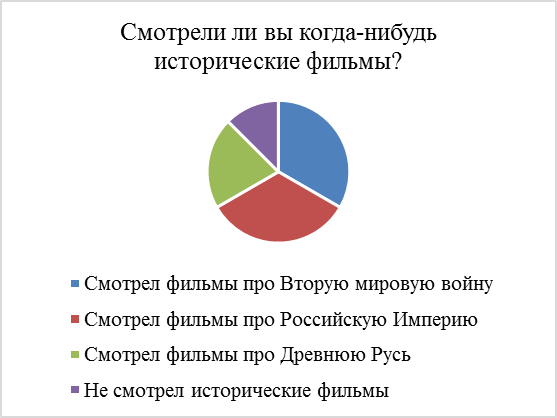 Смотрели ли вы когда-нибудь
исторические фильмы?
Смотрел фильмы про Вторую мировую войну
Смотрел фильмы про Российскую Империю
Смотрел фильмы про Древнюю Русь
Не смотрел исторические фильмы